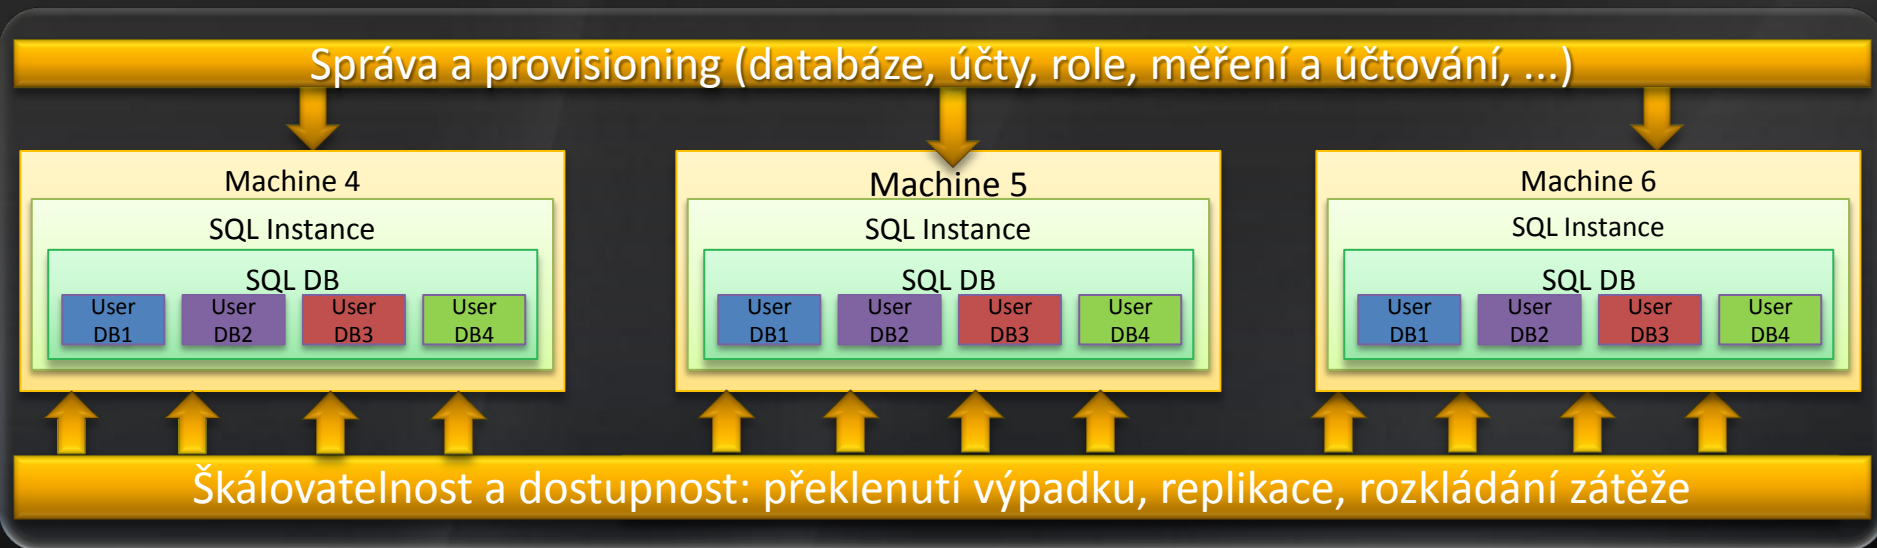 Správa a provisioning (databáze, účty, role, měření a účtování, ...)
Machine 4
SQL Instance
SQL DB
User
DB1
User
DB2
User
DB3
User
DB4
Machine 5
SQL Instance
SQL DB
User
DB1
User
DB2
User
DB3
User
DB4
Machine 6
SQL Instance
SQL DB
User
DB1
User
DB2
User
DB3
User
DB4
Škálovatelnost a dostupnost: překlenutí výpadku, replikace, rozkládání zátěže